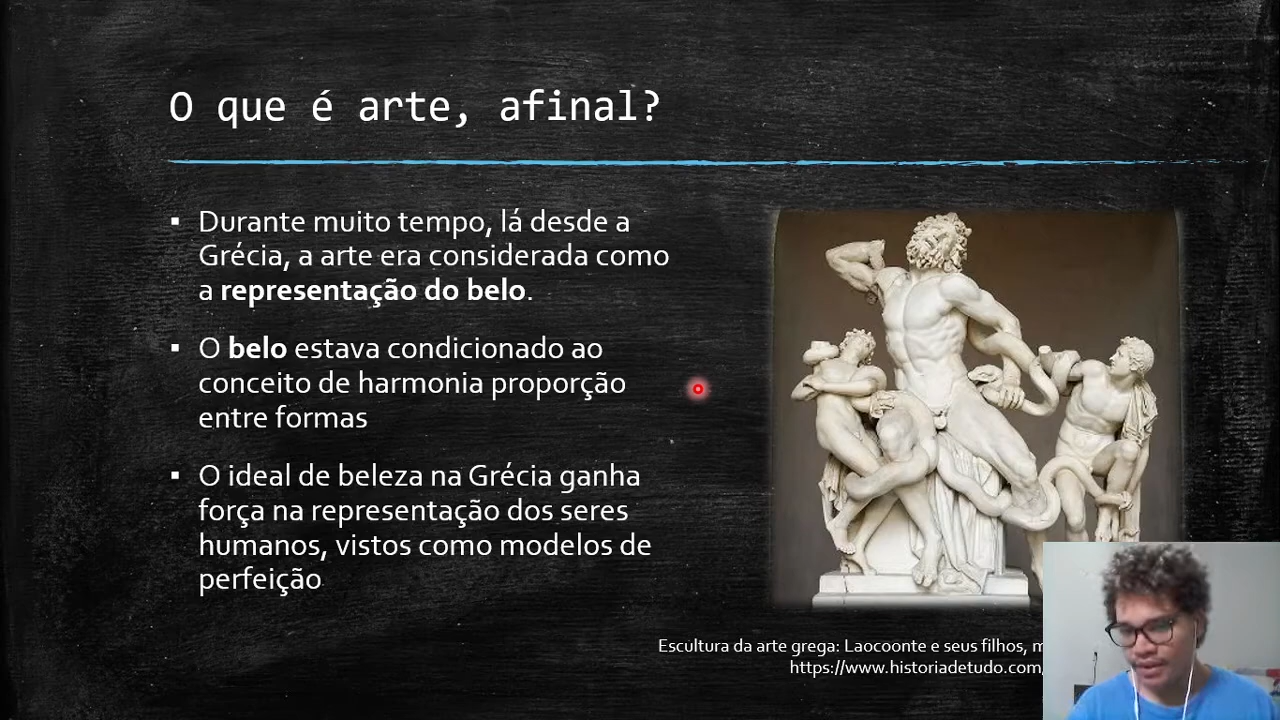 O que é arte, afinal?
▪ Durante muito tempo, lá desde a
Grécia, a arte era considerada como
a representação do belo.
▪ O belo estava condicionado ao
conceito de harmonia proporção
entre formas
▪ O ideal de beleza na Grécia ganha
força na representação dos seres
humanos, vistos como modelos de
perfeição
Escultura da arte grega: Laocoonte e seus filhos,
https://www.historiadetudo.com/